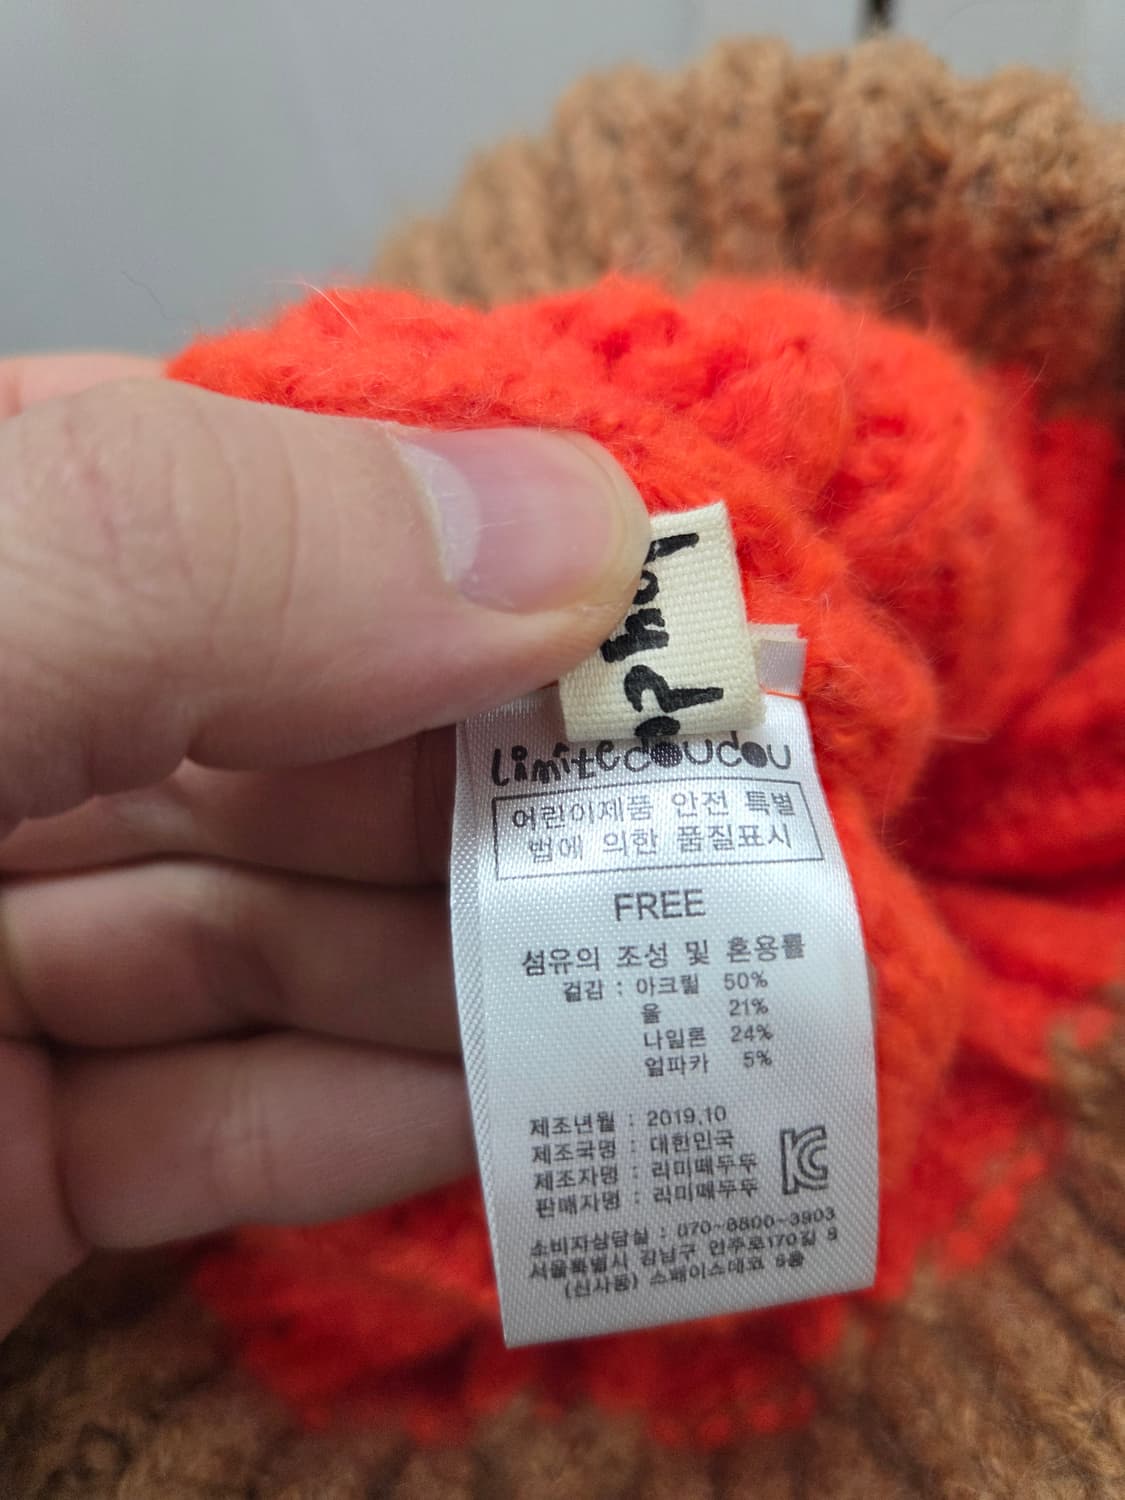 limitedoudou
어린이제품 안전 특별
법에 의한 품질표시
FREE
섬유의 조성 및 혼용률
겉감 : 아크릴 50%
울 21%
나일론 24%
얼파카 5%
제조년월 : 2019.10
제조국명 : 대한민국
제조자명 : 리미떼두두
판매자명 : 리미떼두두
KC
소비자상담실 : 070-8800-3903
서울특별시 강남구 언주로170길
(신사동) 스페이스데코